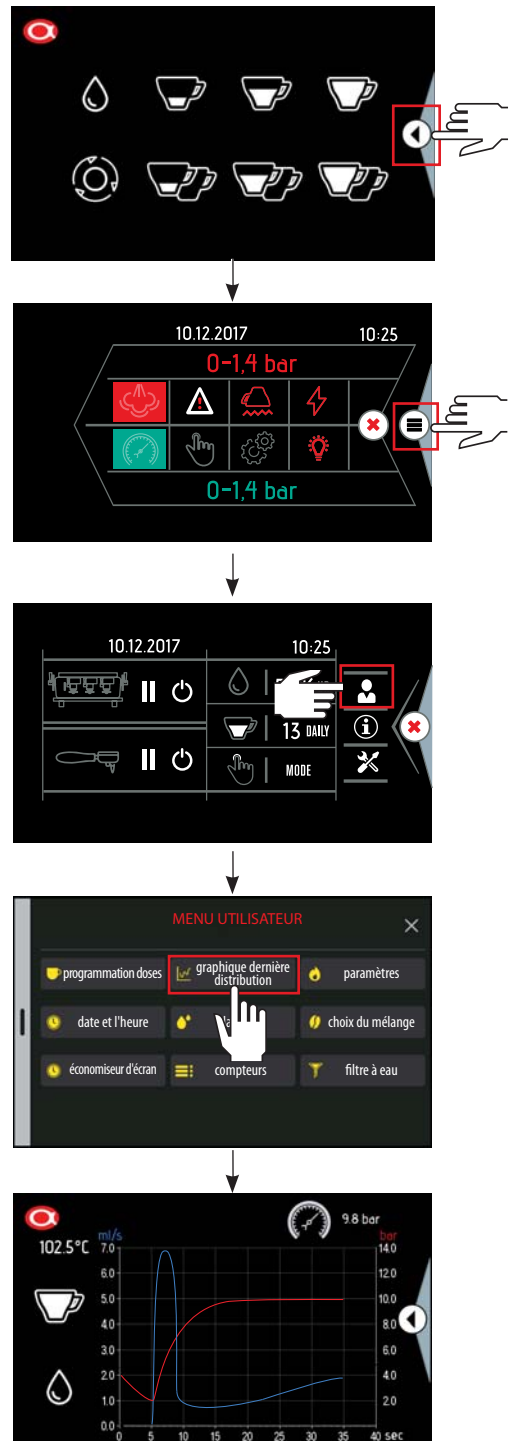 10.12.2017 10:25
0-1,4 bar
0-1,4 bar
10.12.2017 10:25
13 DAILY
MODE
MENU UTILISATEUR
programmation doses
graphique dernière
distribution
paramètres
date et l'heure
choix du mélange
économiseur d'écran
compteurs
filtre à eau
9.8 bar
102.5°C ml/s bar
7.0 14.0
6.0 12.0
5.0 10.0
4.0 8.0
3.0 6.0
2.0 4.0
1.0 2.0
0.0
0 5 10 15 20 25 30 35 40 sec